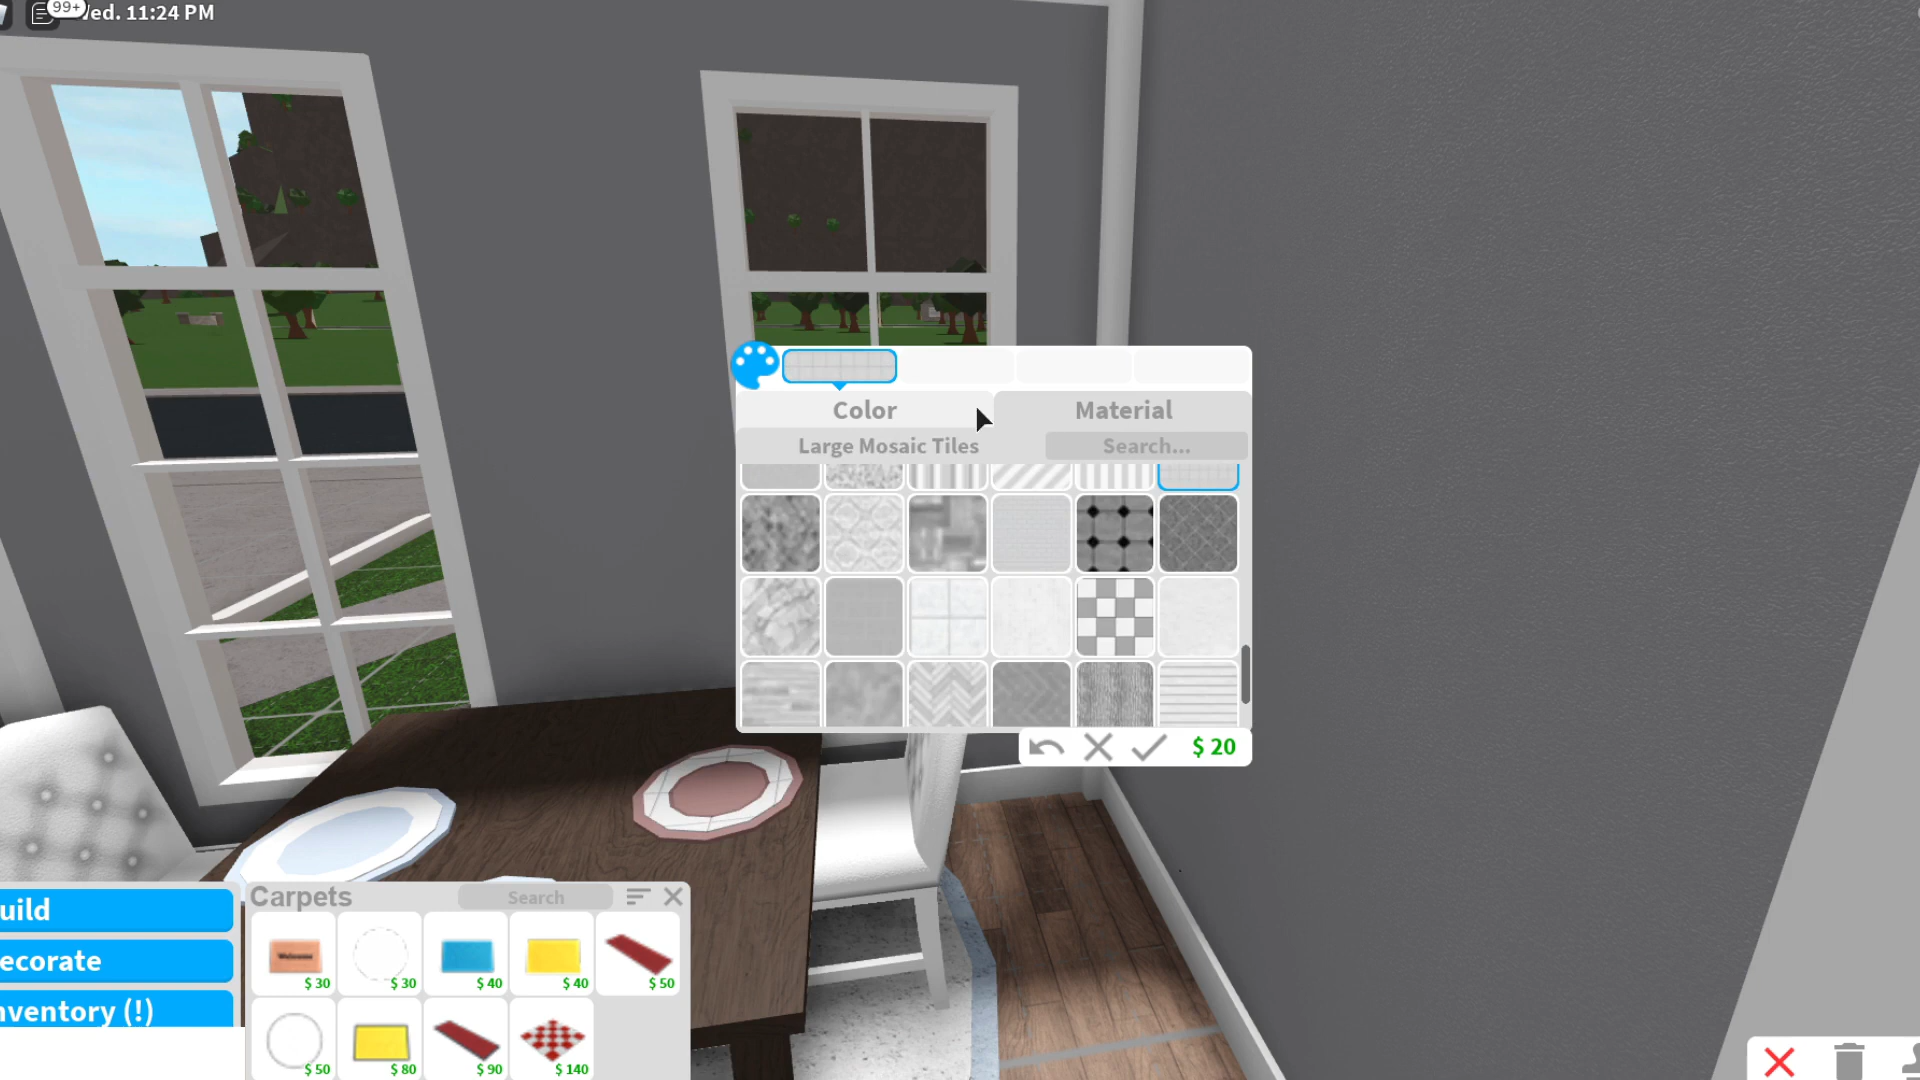 99+
Wed. 11:24 PM
Color
Material
Large Mosaic Tiles
Search...
$ 20
uild
ecorate
nventory (!)
Carpets
Search
Welcome
$ 30
$ 30
$ 40
$ 40
$ 50
$ 50
$ 80
$ 90
$ 140